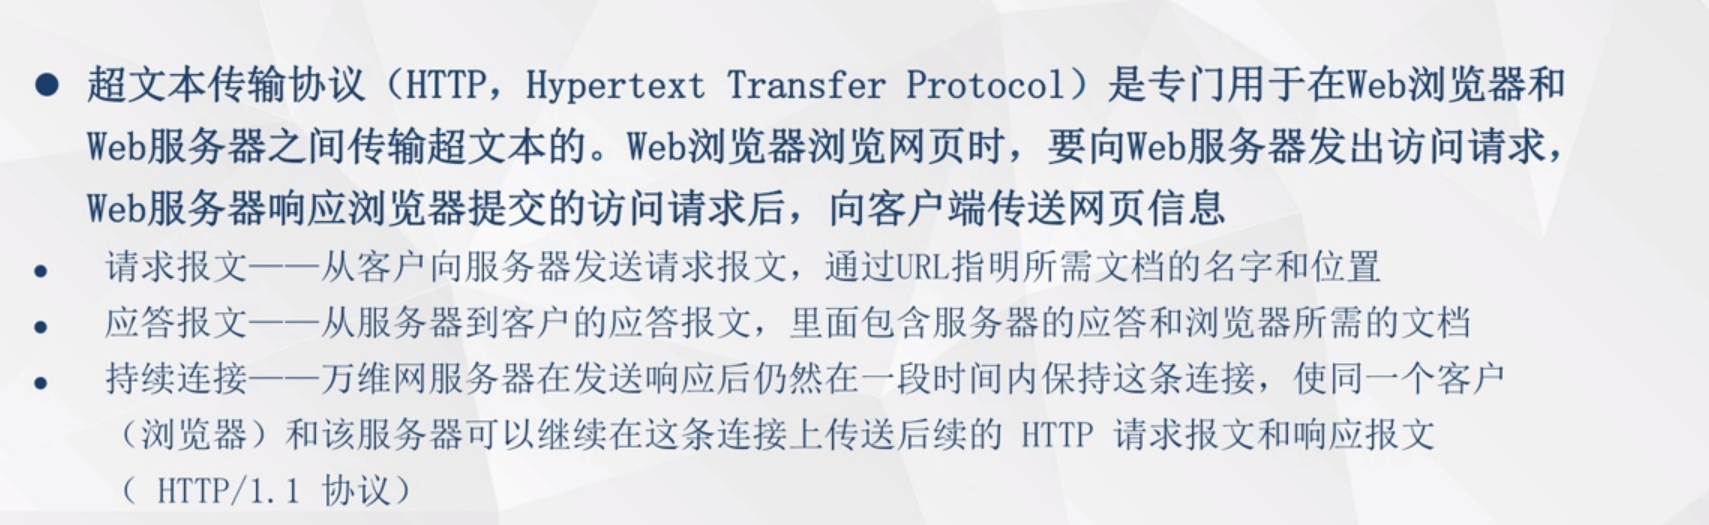 ● 超文本传输协议（HTTP，Hypertext Transfer Protocol）是专门用于在Web浏览器和
Web服务器之间传输超文本的。Web浏览器浏览网页时，要向Web服务器发出访问请求，
Web服务器响应浏览器提交的访问请求后，向客户端传送网页信息
● 请求报文——从客户向服务器发送请求报文，通过URL指明所需文档的名字和位置
● 应答报文——从服务器到客户的应答报文，里面包含服务器的应答和浏览器所需的文档
● 持续连接——万维网服务器在发送响应后仍然在一段时间内保持这条连接，使同一个客户
（浏览器）和该服务器可以继续在这条连接上传送后续的 HTTP 请求报文和响应报文
（ HTTP/1.1 协议）